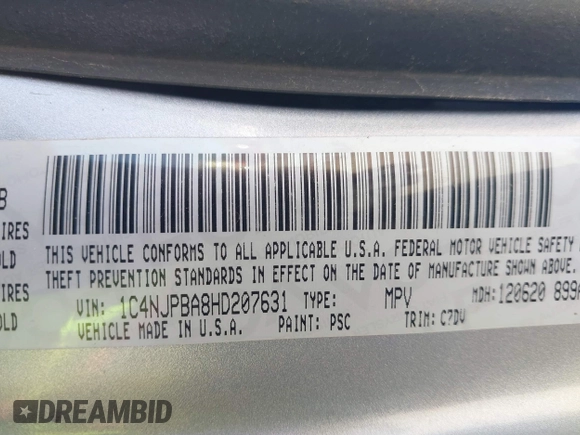 B
IRES
OLD
IRES
OLD
THIS VEHICLE CONFORMS TO ALL APPLICABLE U.S.A. FEDERAL MOTOR VEHICLE SAFETY
THEFT PREVENTION STANDARDS IN EFFECT ON THE DATE OF MANUFACTURE SHOWN ABOVE.
VIN: 1C4NJPBA8HD207631 TYPE: MPV MDH: 120620 899A
VEHICLE MADE IN U.S.A. PAINT: PSC TRIM: C7DV
DREAMBID